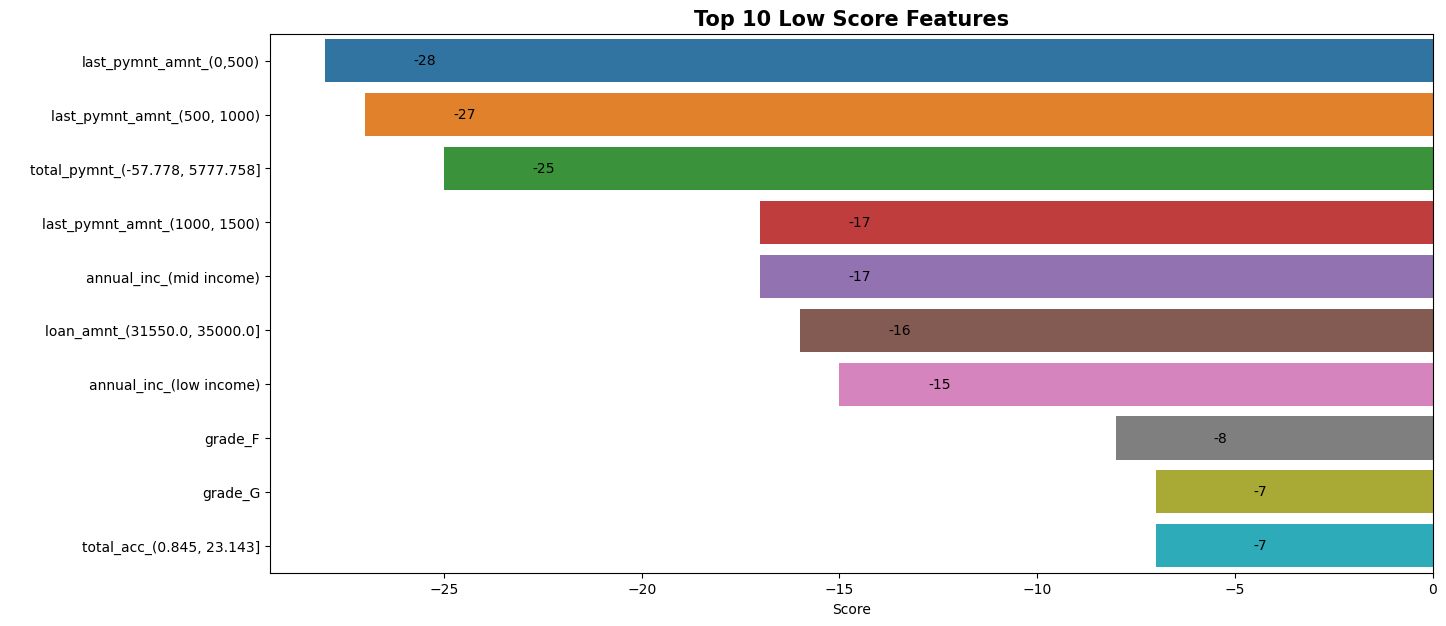 Top 10 Low Score Features
last_pymnt_amnt_(0,500)
-28
last_pymnt_amnt_(500, 1000)
-27
total_pymnt_(-57.778, 5777.758]
-25
last_pymnt_amnt_(1000, 1500)
-17
annual_inc_(mid income)
-17
loan_amnt_(31550.0, 35000.0]
-16
annual_inc_(low income)
-15
grade_F
-8
grade_G
-7
total_acc_(0.845, 23.143]
-7
−25 −20 −15 −10 −5 0
Score